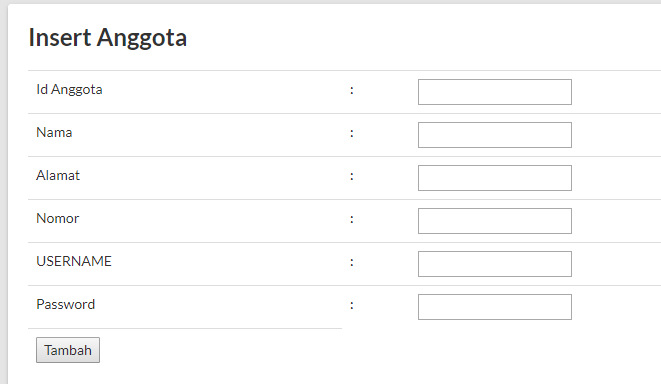 Insert Anggota
Id Anggota :
Nama :
Alamat :
Nomor :
USERNAME :
Password :
Tambah